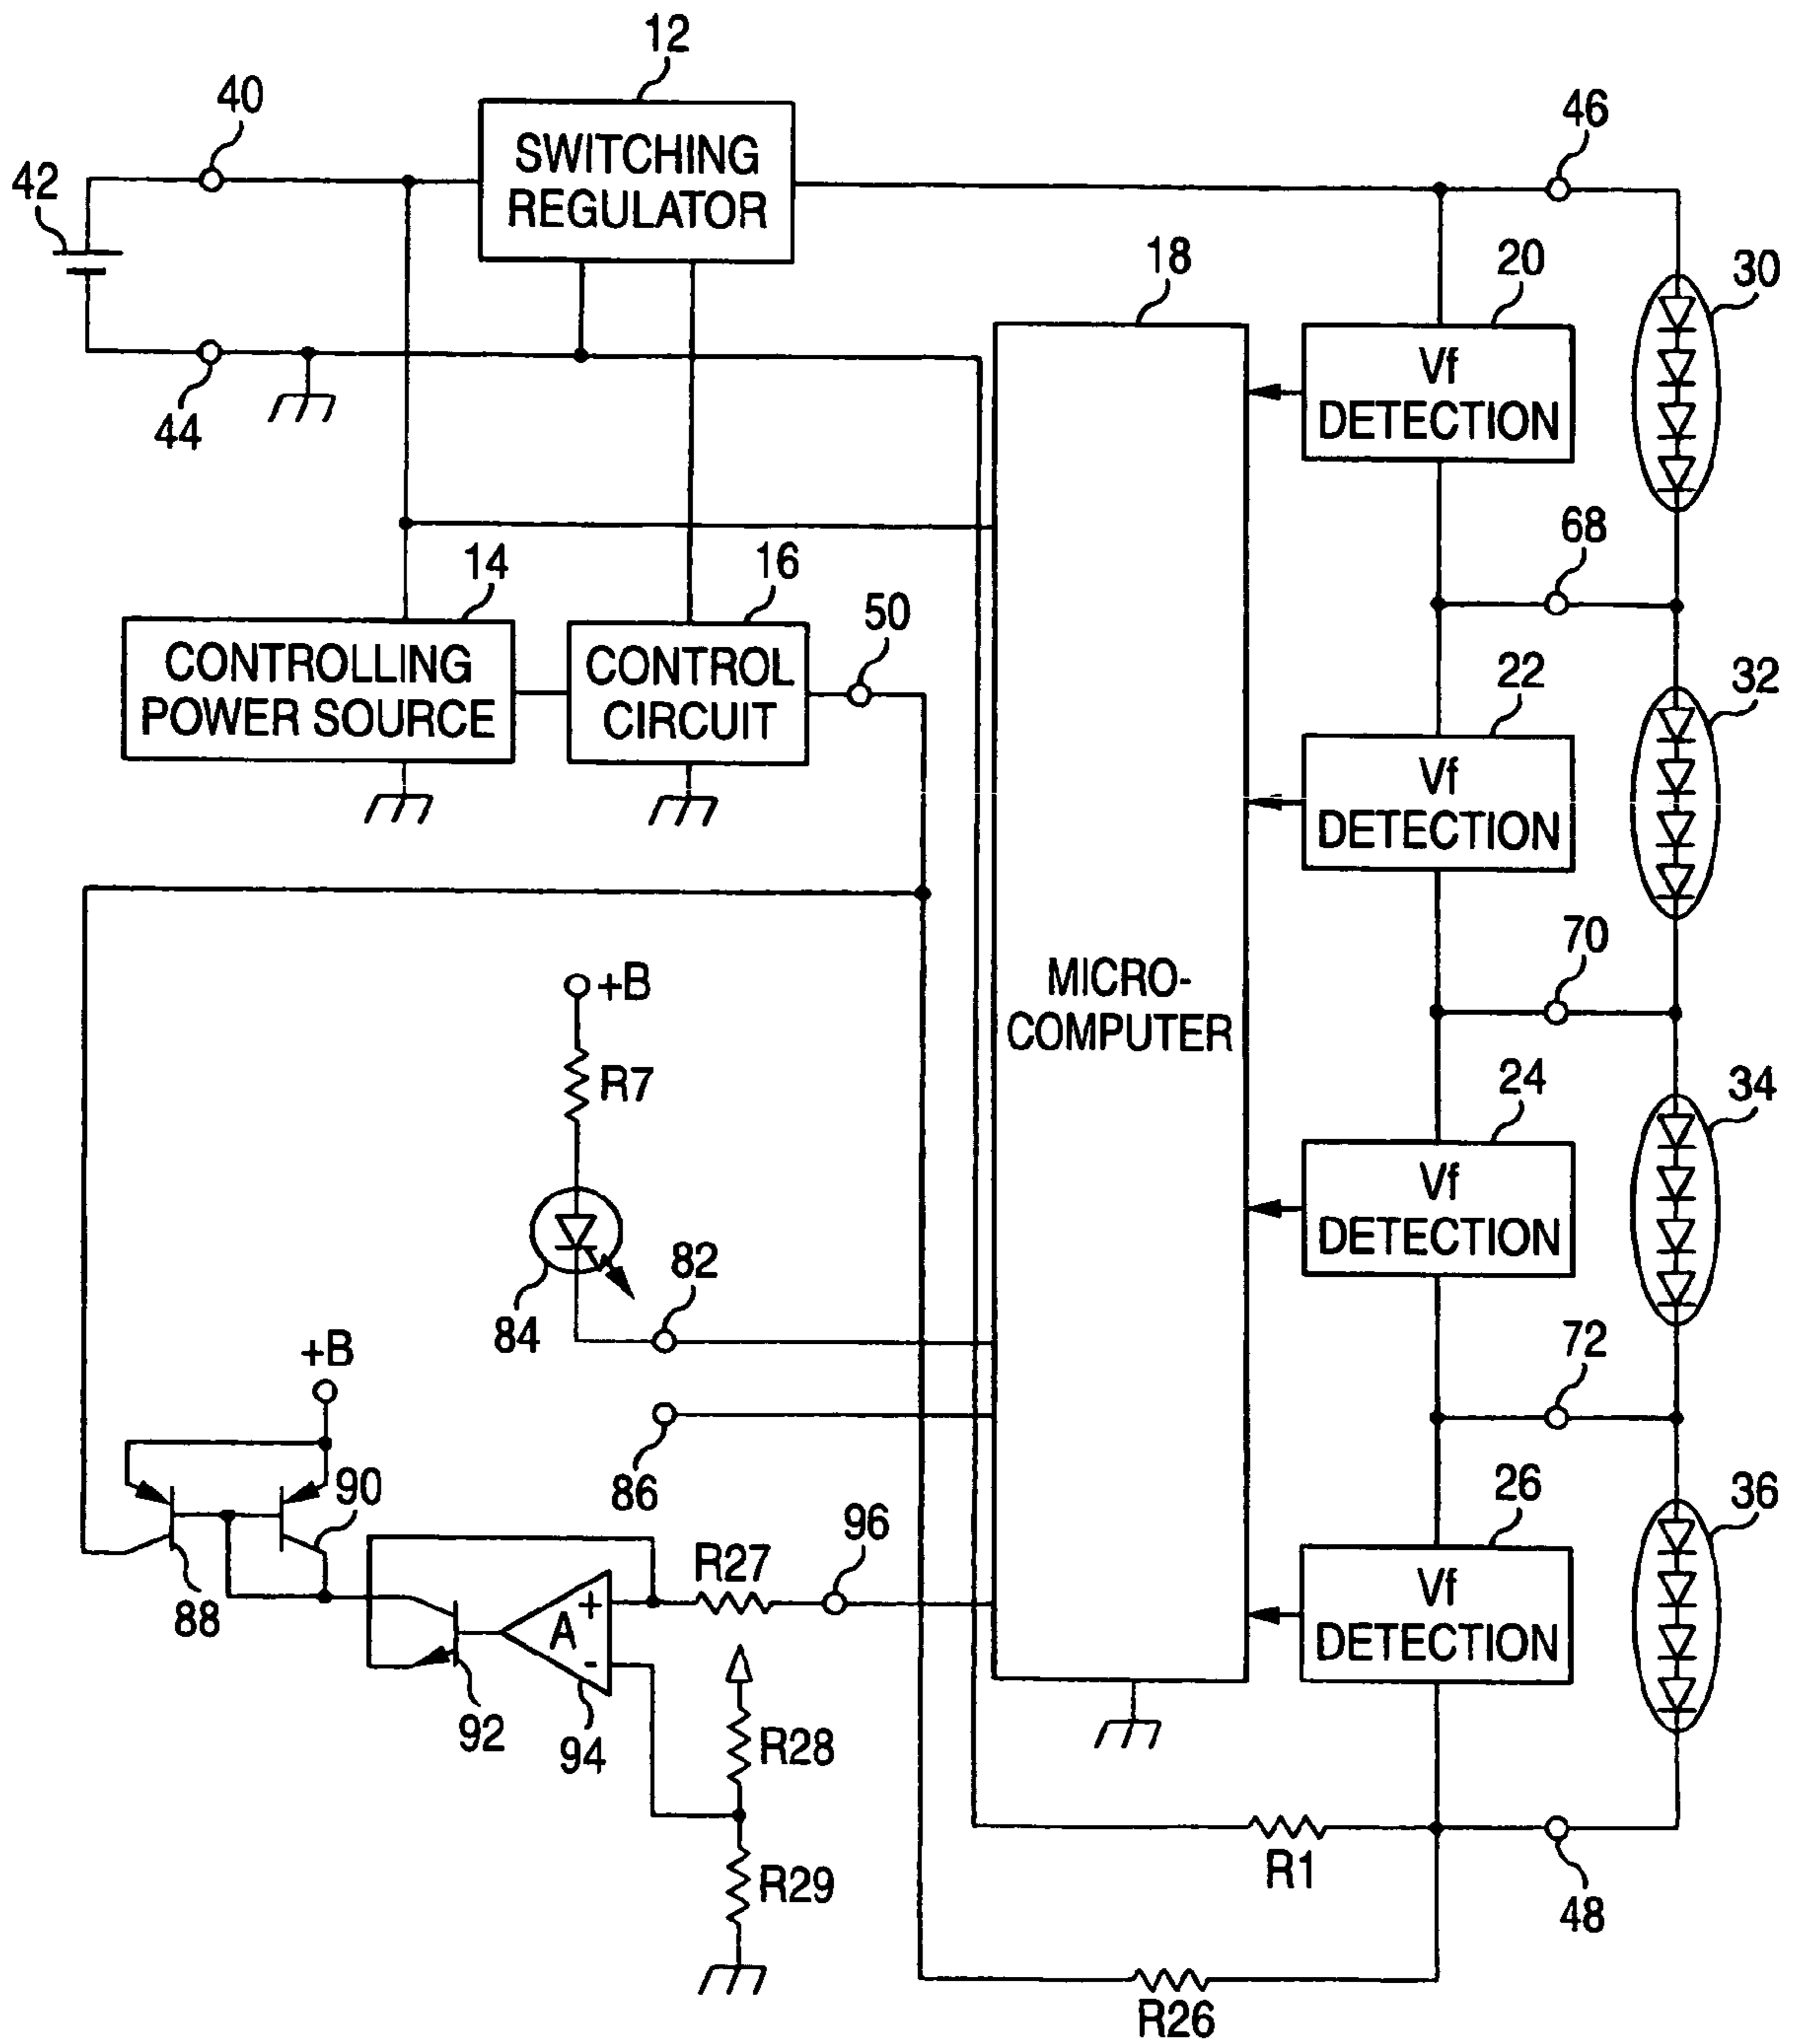 12
40
46
SWITCHING
REGULATOR
42
18
20
30
Vf
DETECTION
44
68
14
16
50
CONTROLLING
POWER SOURCE
CONTROL
CIRCUIT
22
32
Vf
DETECTION
70
+B
MICRO-
COMPUTER
R7
24
34
Vf
DETECTION
82
84
72
+B
86
90
96
26
36
R27
88
A
+
-
Vf
DETECTION
92
94
R28
R1
R29
48
R26